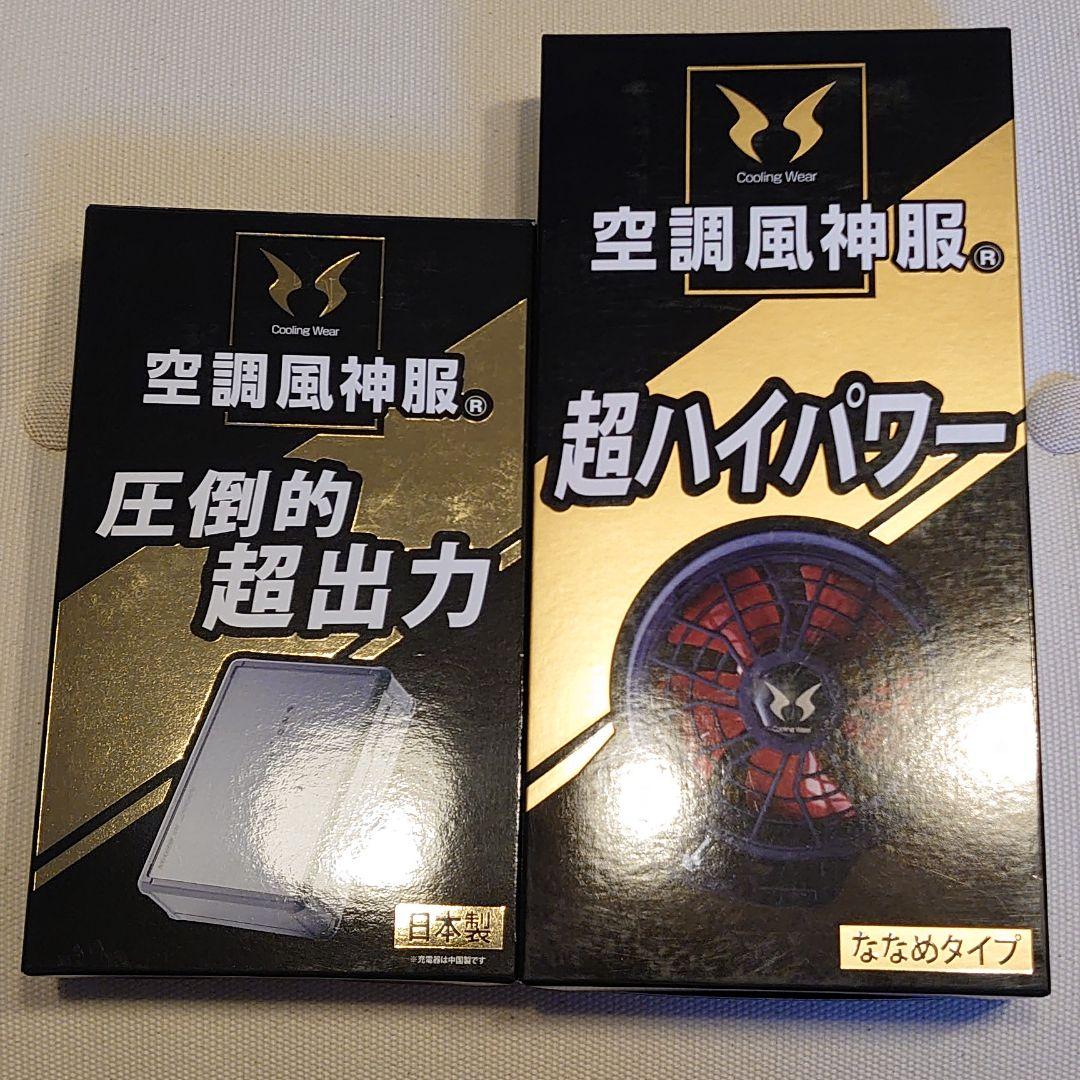 Cooling Wear
空調風神服®
圧倒的
超出力
日本製
※充電器は中国製です
Cooling Wear
空調風神服®
超ハイパワー
Cooling Wear
ななめタイプ